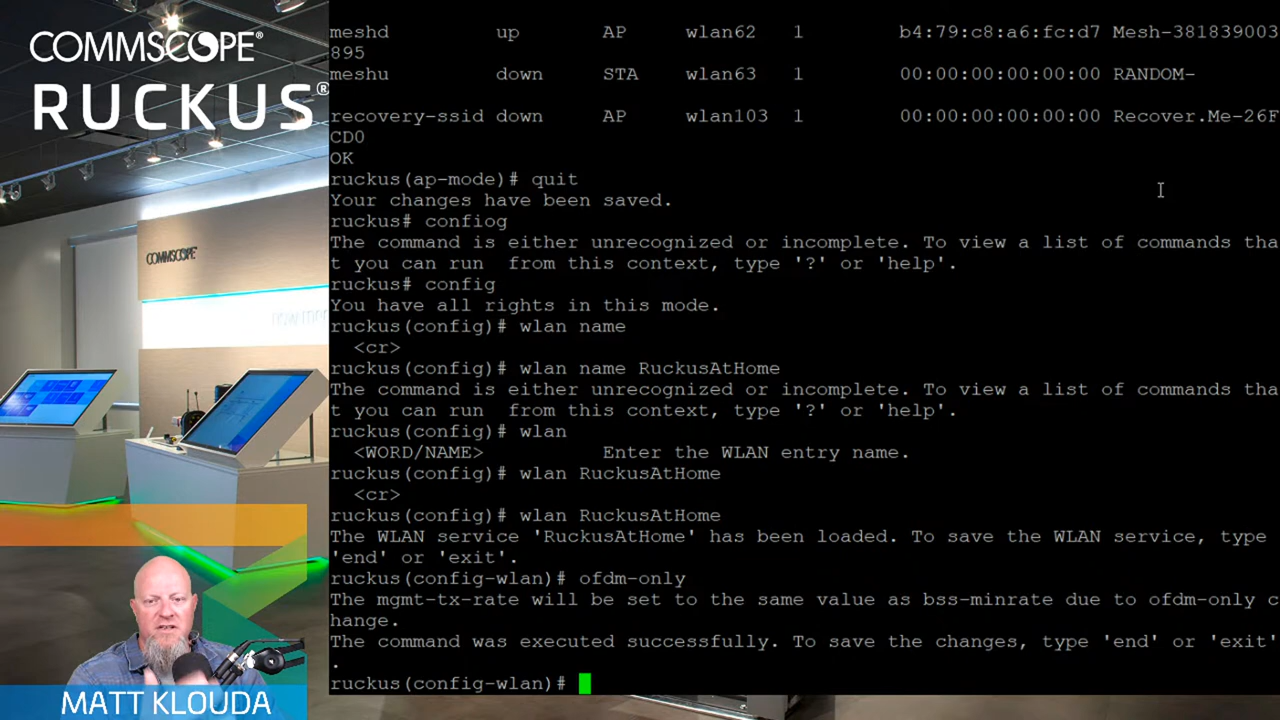 COMMSCOPE®
RUCKUS®
COMMSCOPE
MATT KLOUDA
meshd up AP wlan62 1 b4:79:c8:a6:fc:d7 Mesh-381839003
895
meshu down STA wlan63 1 00:00:00:00:00:00 RANDOM-
recovery-ssid down AP wlan103 1 00:00:00:00:00:00 Recover.Me-26F
CD0
OK
ruckus(ap-mode)# quit
Your changes have been saved.
ruckus# confiog
The command is either unrecognized or incomplete. To view a list of commands tha
t you can run from this context, type '?' or 'help'.
ruckus# config
You have all rights in this mode.
ruckus(config)# wlan name
<cr>
ruckus(config)# wlan name RuckusAtHome
The command is either unrecognized or incomplete. To view a list of commands tha
t you can run from this context, type '?' or 'help'.
ruckus(config)# wlan
<WORD/NAME> Enter the WLAN entry name.
ruckus(config)# wlan RuckusAtHome
<cr>
ruckus(config)# wlan RuckusAtHome
The WLAN service 'RuckusAtHome' has been loaded. To save the WLAN service, type
'end' or 'exit'.
ruckus(config-wlan)# ofdm-only
The mgmt-tx-rate will be set to the same value as bss-minrate due to ofdm-only c
hange.
The command was executed successfully. To save the changes, type 'end' or 'exit'
.
ruckus(config-wlan)#